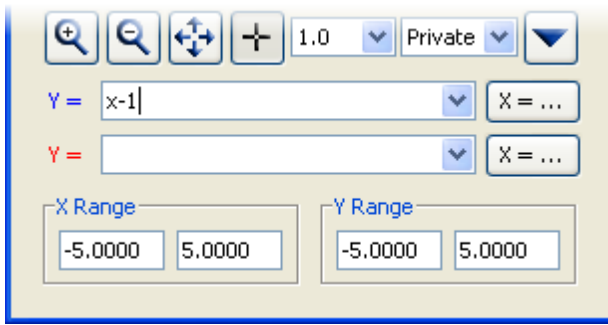 1.0 Private
Y = x-1 X = ...
Y = X = ...
X Range Y Range
-5.0000 5.0000 -5.0000 5.0000